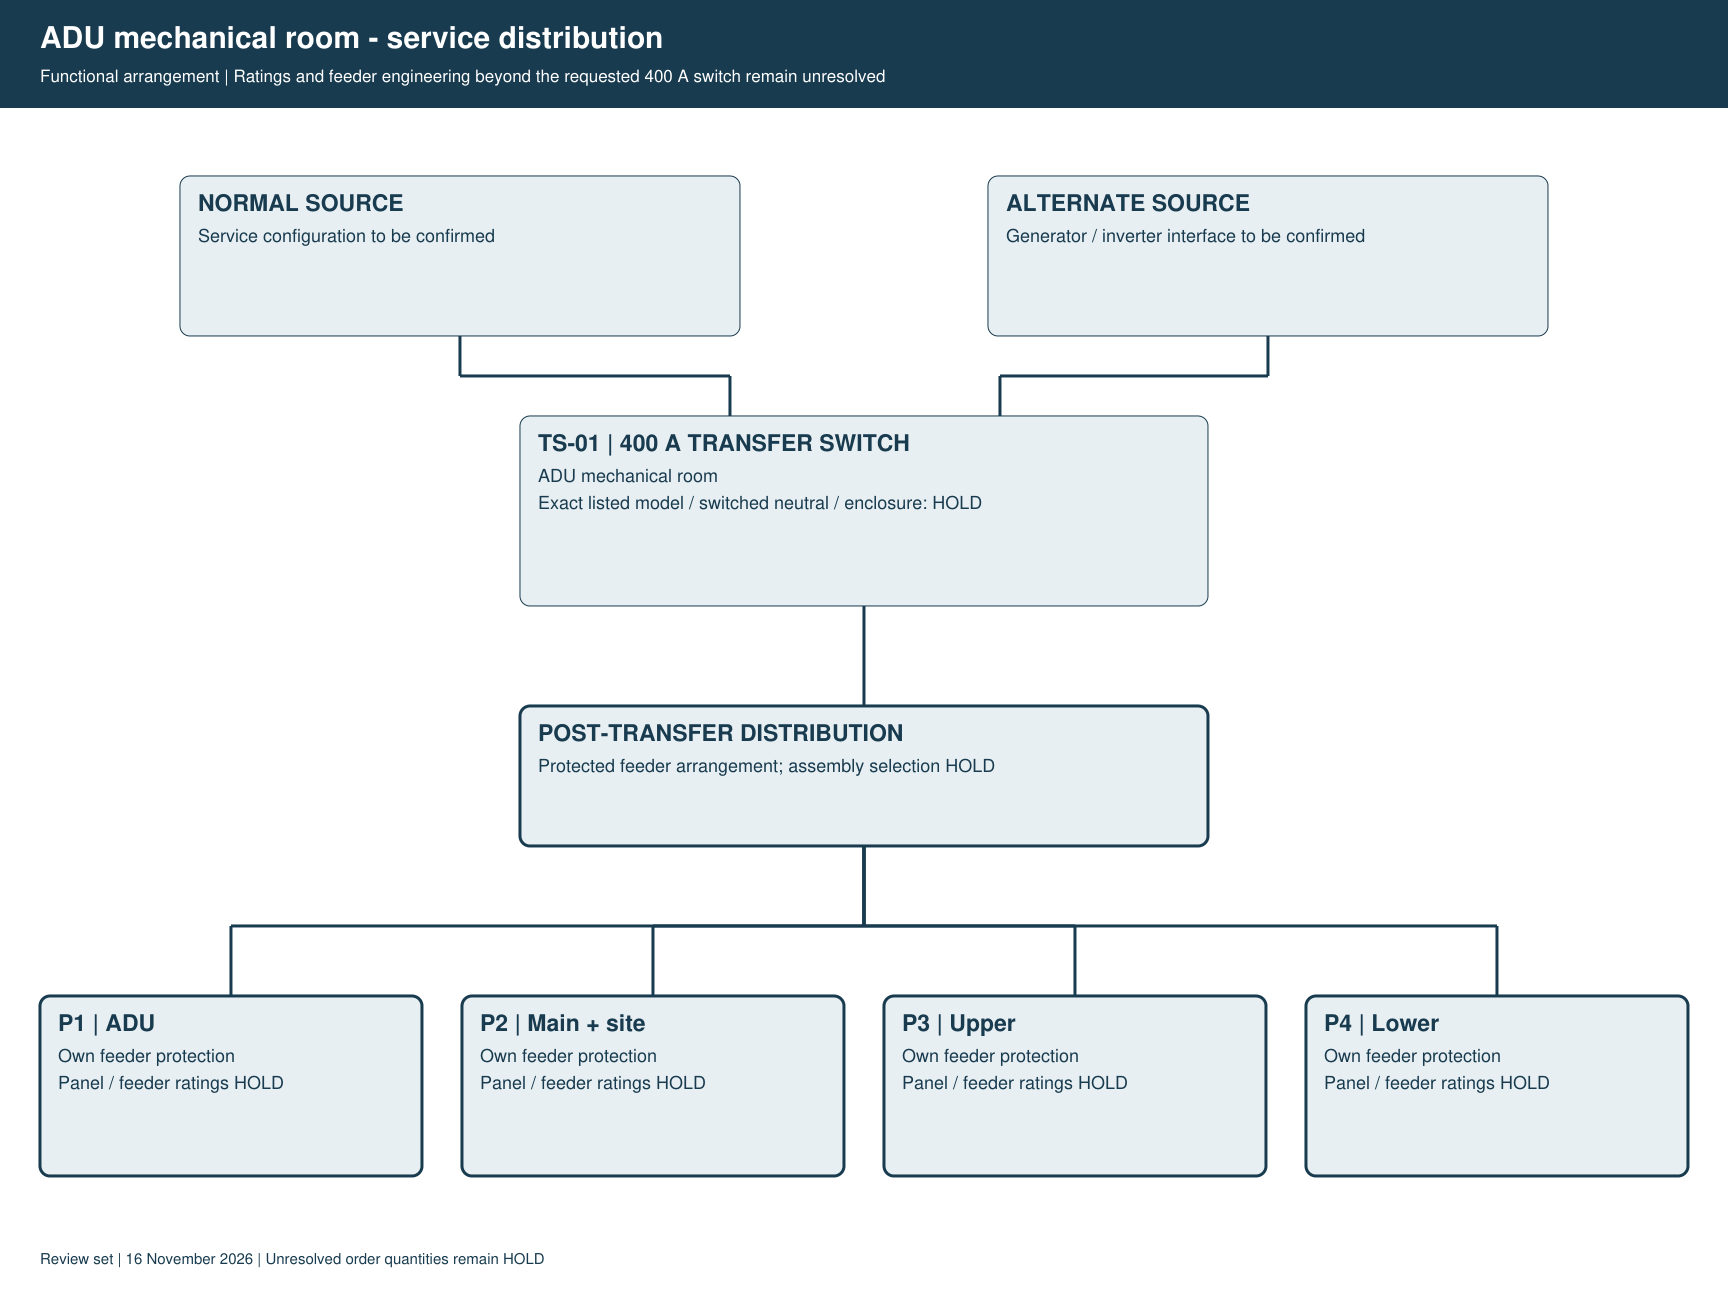 ADU mechanical room - service distribution
Functional arrangement | Ratings and feeder engineering beyond the requested 400 A switch remain unresolved
NORMAL SOURCE
Service configuration to be confirmed
ALTERNATE SOURCE
Generator / inverter interface to be confirmed
TS-01 | 400 A TRANSFER SWITCH
ADU mechanical room
Exact listed model / switched neutral / enclosure: HOLD
POST-TRANSFER DISTRIBUTION
Protected feeder arrangement; assembly selection HOLD
P1 | ADU
Own feeder protection
Panel / feeder ratings HOLD
P2 | Main + site
Own feeder protection
Panel / feeder ratings HOLD
P3 | Upper
Own feeder protection
Panel / feeder ratings HOLD
P4 | Lower
Own feeder protection
Panel / feeder ratings HOLD
Review set | 16 November 2026 | Unresolved order quantities remain HOLD